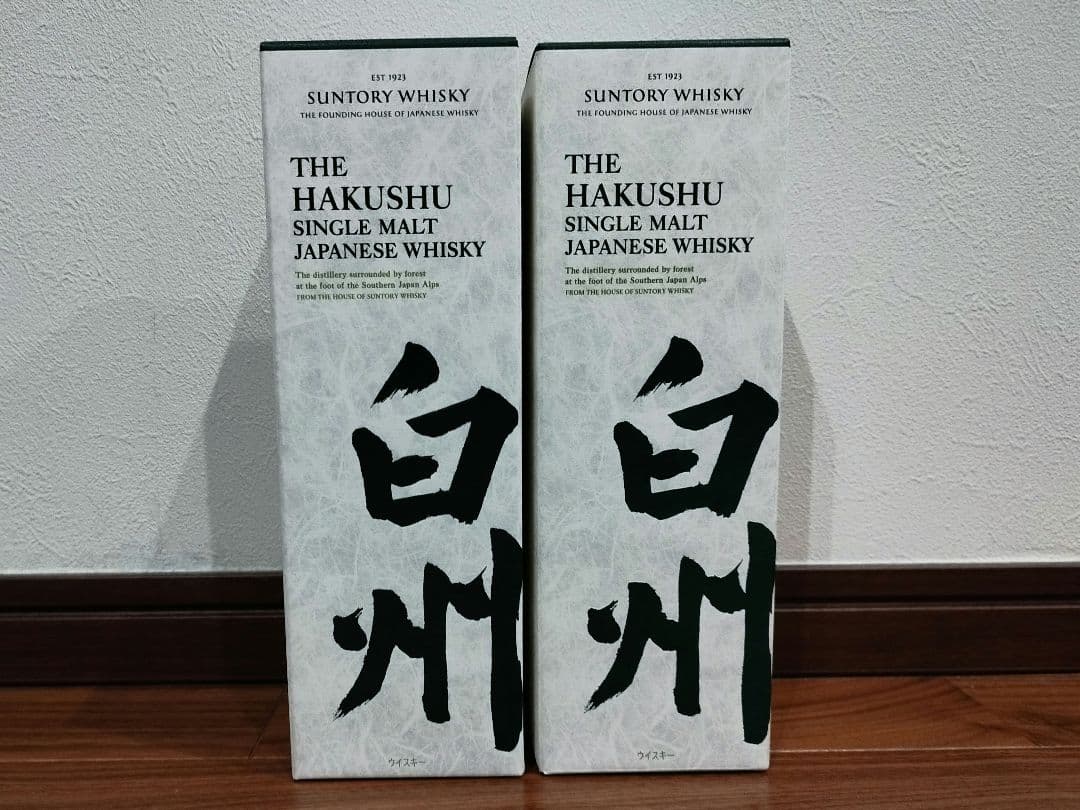 EST 1923
SUNTORY WHISKY
THE FOUNDING HOUSE OF JAPANESE WHISKY
THE
HAKUSHU
SINGLE MALT
JAPANESE WHISKY
The distillery surrounded by forest
at the foot of the Southern Japan Alps
FROM THE HOUSE OF SUNTORY WHISKY
白
州
ウイスキー
EST 1923
SUNTORY WHISKY
THE FOUNDING HOUSE OF JAPANESE WHISKY
THE
HAKUSHU
SINGLE MALT
JAPANESE WHISKY
The distillery surrounded by forest
at the foot of the Southern Japan Alps
FROM THE HOUSE OF SUNTORY WHISKY
白
州
ウイスキー